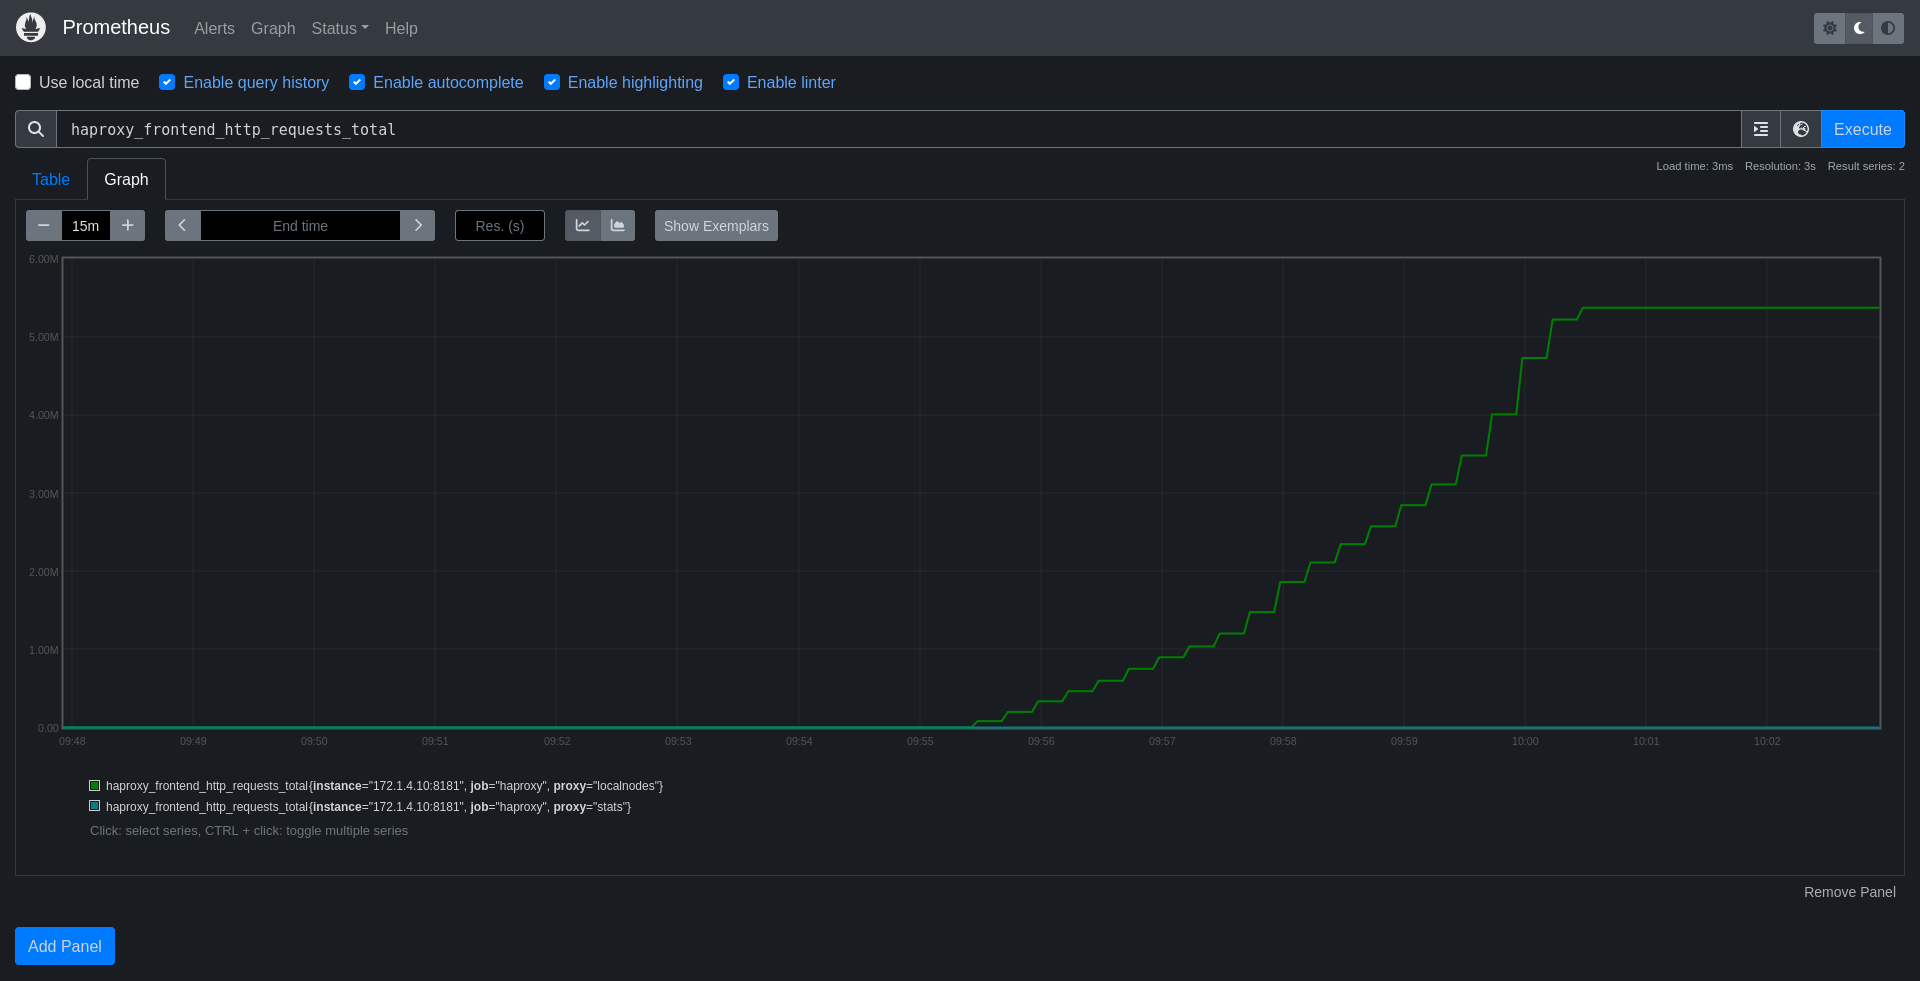 Prometheus Alerts Graph Status Help
Use local time Enable query history Enable autocomplete Enable highlighting Enable linter
haproxy_frontend_http_requests_total Execute
Table Graph Load time: 3ms Resolution: 3s Result series: 2
15m End time Res. (s) Show Exemplars
6.00M
5.00M
4.00M
3.00M
2.00M
1.00M
0.00
09:48 09:49 09:50 09:51 09:52 09:53 09:54 09:55 09:56 09:57 09:58 09:59 10:00 10:01 10:02
haproxy_frontend_http_requests_total{instance="172.1.4.10:8181", job="haproxy", proxy="localnodes"}
haproxy_frontend_http_requests_total{instance="172.1.4.10:8181", job="haproxy", proxy="stats"}
Click: select series, CTRL + click: toggle multiple series
Remove Panel
Add Panel